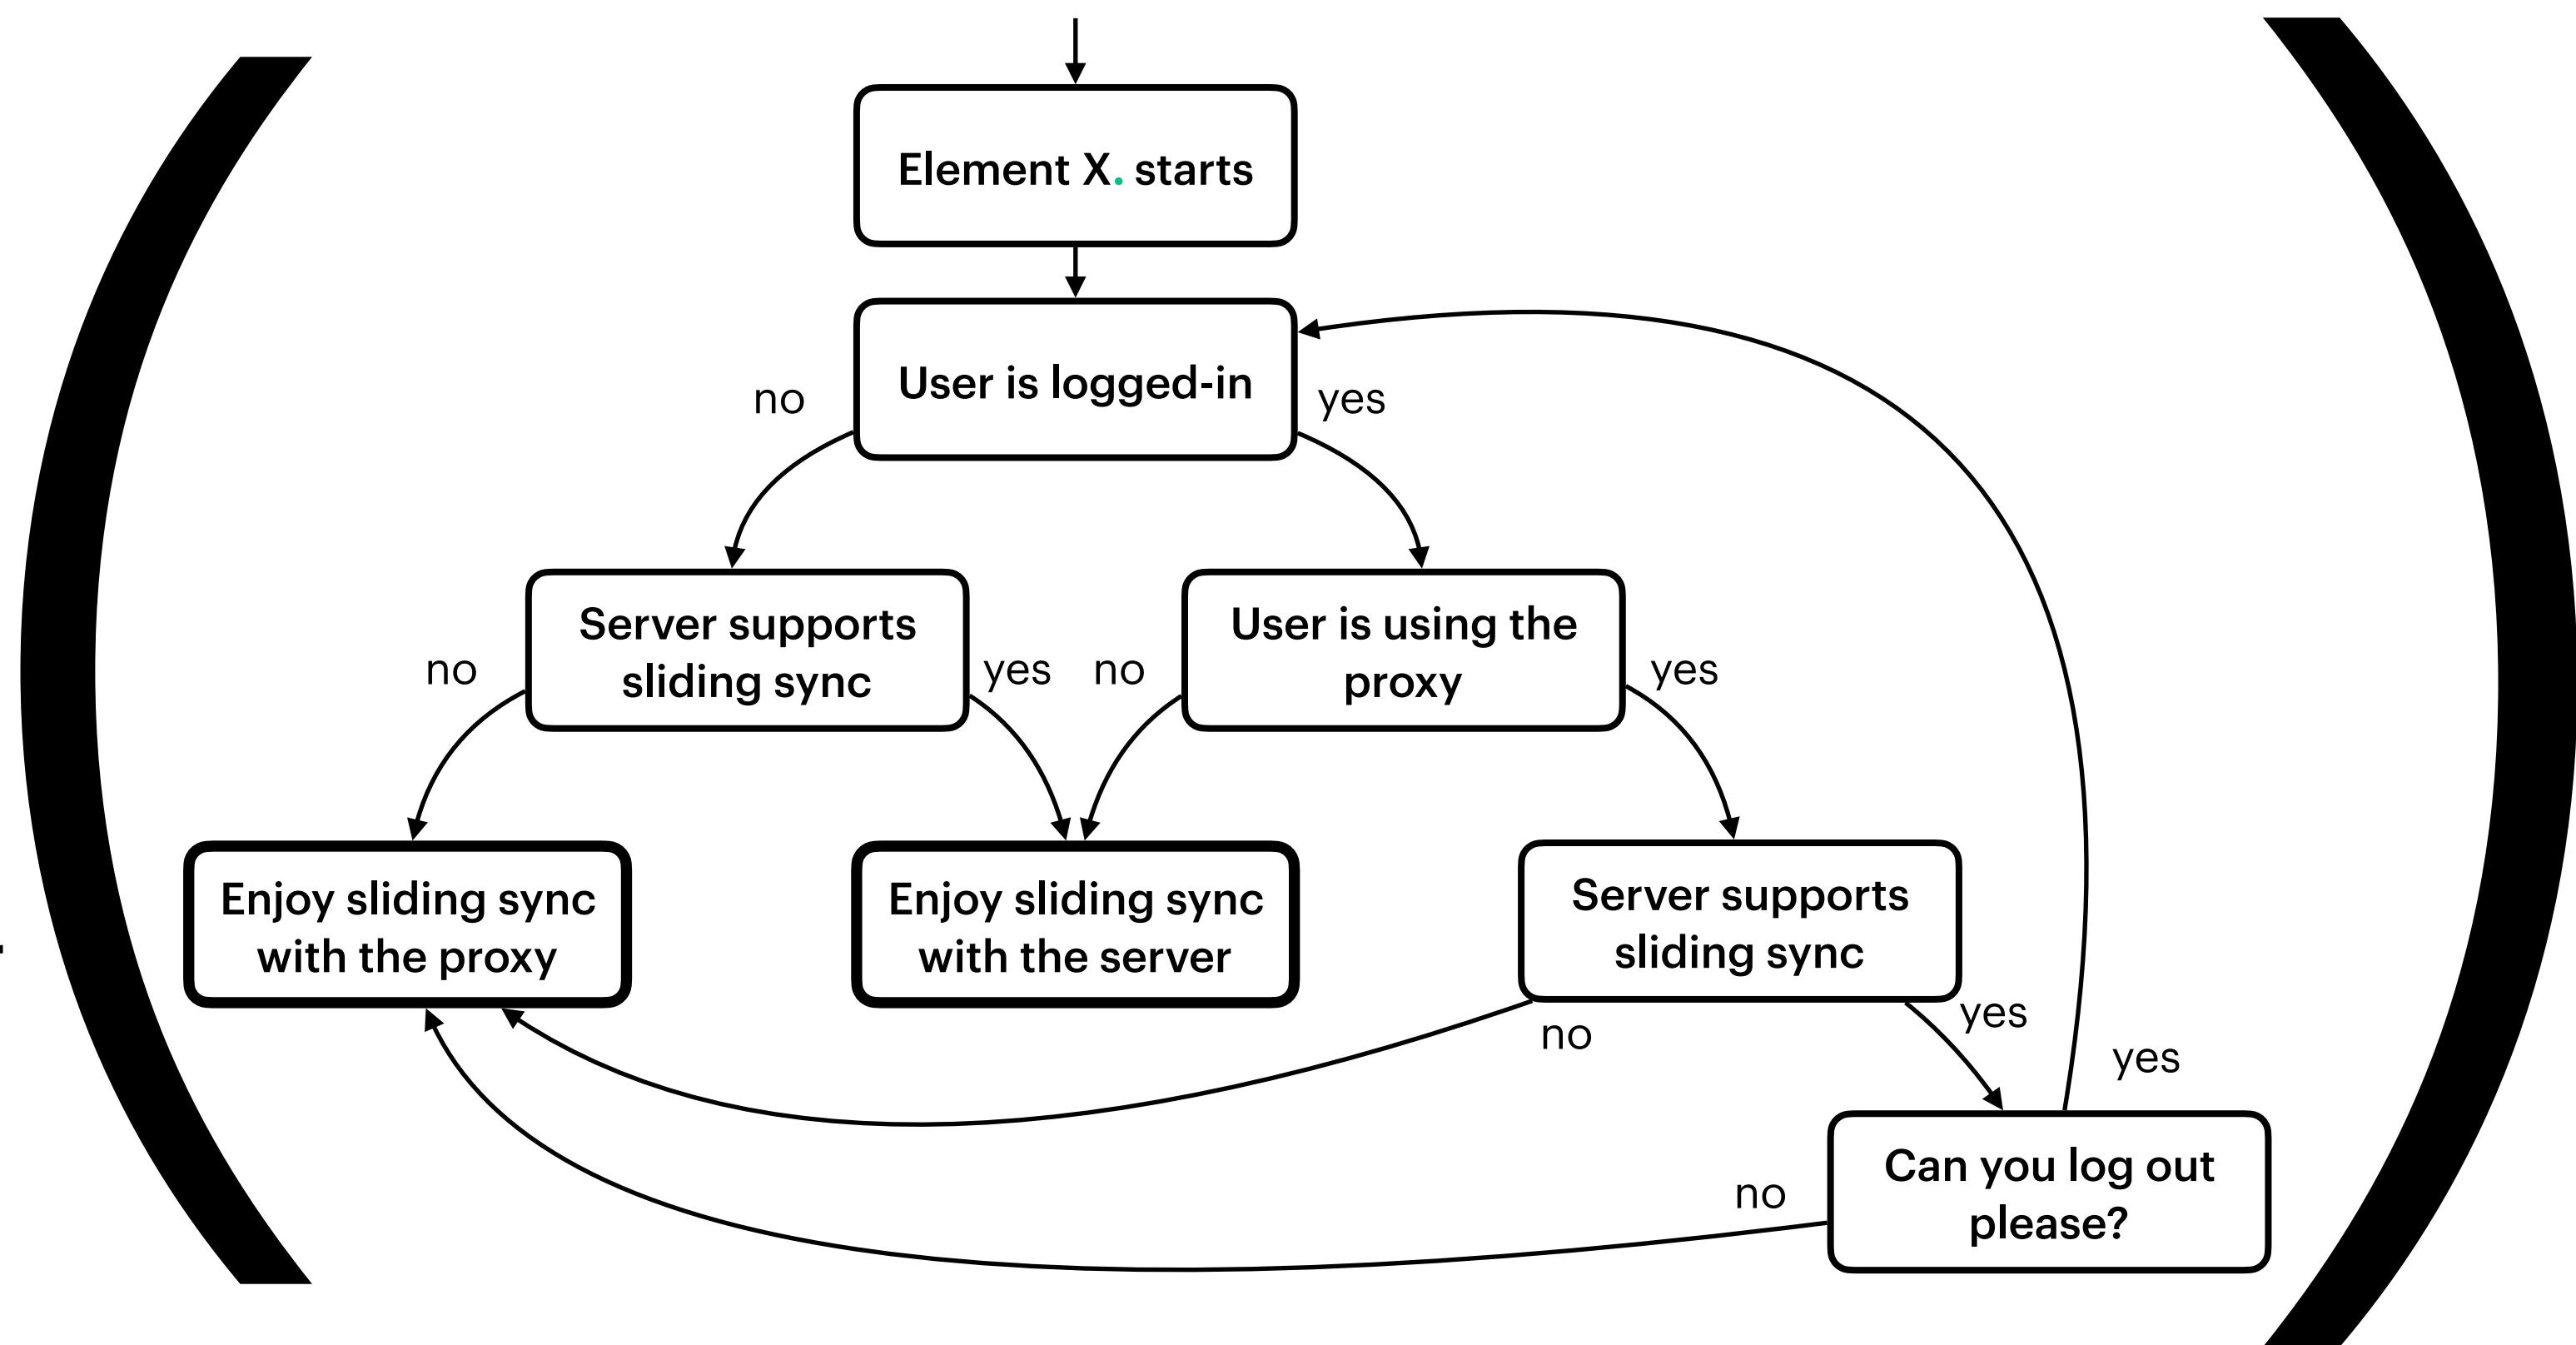 Element X. starts
User is logged-in
no
yes
Server supports
sliding sync
no
yes
User is using the
proxy
no
yes
Enjoy sliding sync
with the proxy
Enjoy sliding sync
with the server
Server supports
sliding sync
no
yes
yes
Can you log out
please?
no